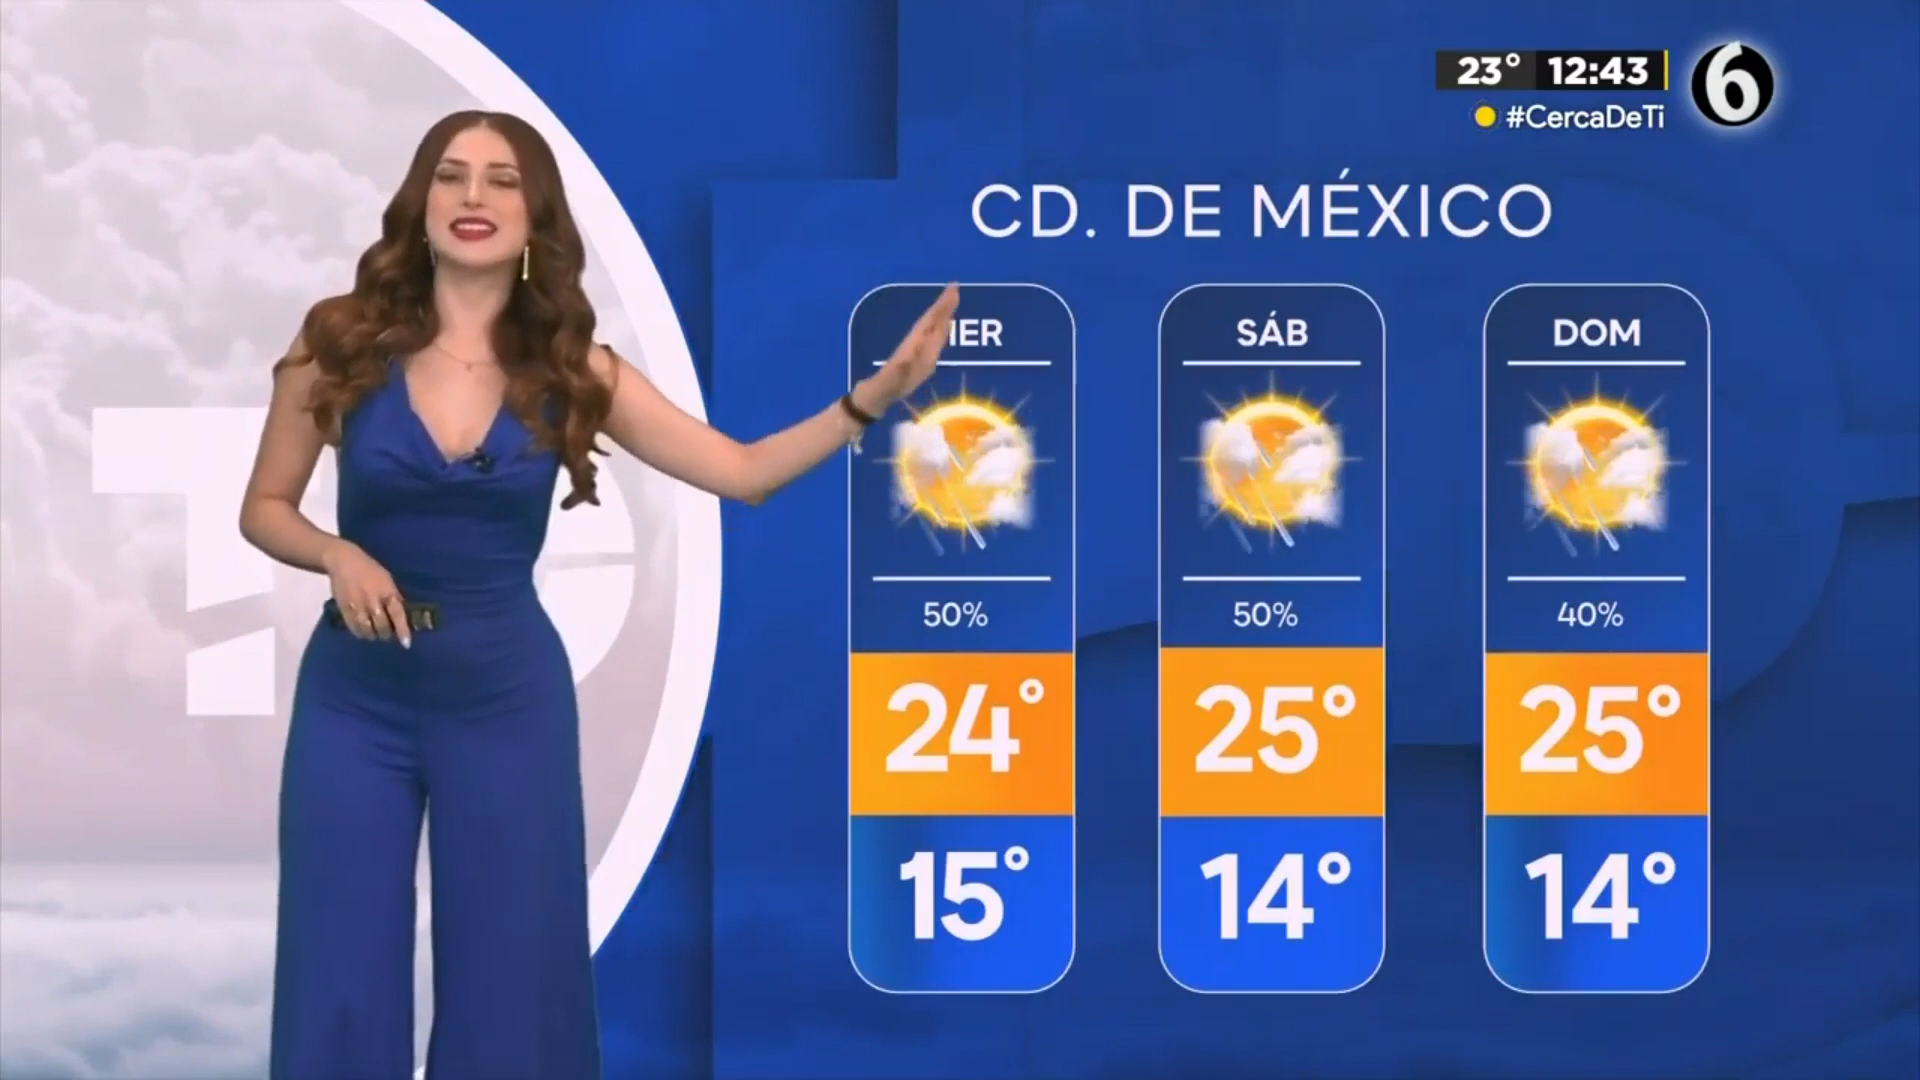 23° 12:43
#CercaDeTi
6
CD. DE MÉXICO
IER SÁB DOM
50% 50% 40%
24° 25° 25°
15° 14° 14°